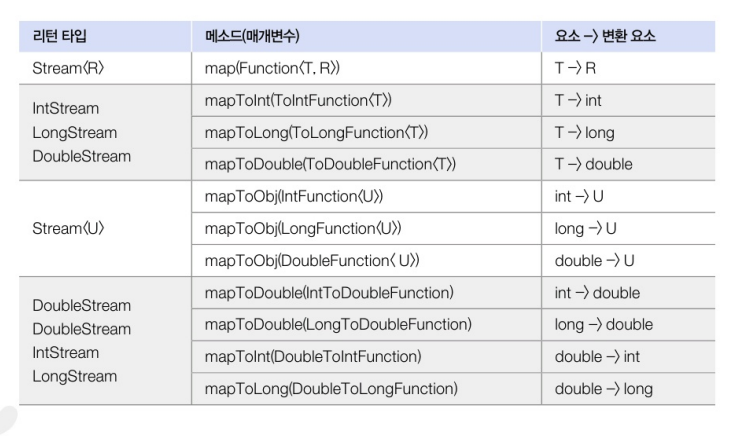 리턴 타입 메소드(매개변수) 요소 -> 변환 요소
Stream<R> map(Function<T, R>) T -> R
IntStream
LongStream
DoubleStream
mapToInt(ToIntFunction<T>) T -> int
mapToLong(ToLongFunction<T>) T -> long
mapToDouble(ToDoubleFunction<T>) T -> double
Stream<U>
mapToObj(IntFunction<U>) int -> U
mapToObj(LongFunction<U>) long -> U
mapToObj(DoubleFunction< U>) double -> U
DoubleStream
DoubleStream
IntStream
LongStream
mapToDouble(IntToDoubleFunction) int -> double
mapToDouble(LongToDoubleFunction) long -> double
mapToInt(DoubleToIntFunction) double -> int
mapToLong(DoubleToLongFunction) double -> long